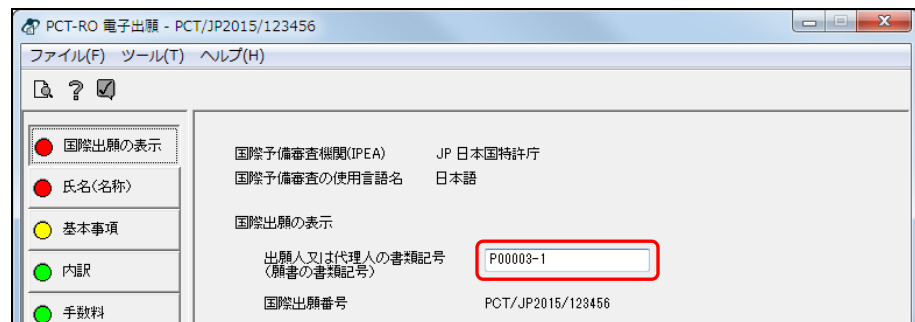 PCT-RO 電子出願 - PCT/JP2015/123456
ファイル(F) ツール(T) ヘルプ(H)
国際出願の表示
氏名(名称)
基本事項
内訳
手数料
国際予備審査機関(IPEA) JP 日本国特許庁
国際予備審査の使用言語名 日本語
国際出願の表示
出願人又は代理人の書類記号 P00003-1
(願書の書類記号)
国際出願番号 PCT/JP2015/123456